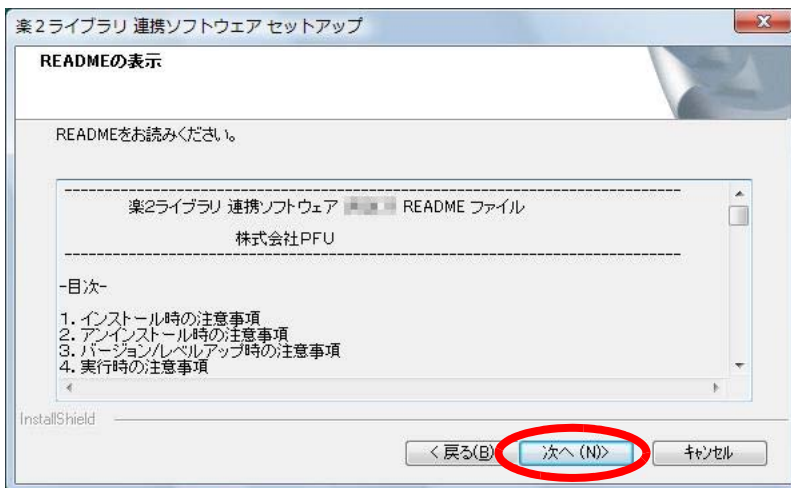 楽2ライブラリ 連携ソフトウェア セットアップ
READMEの表示
READMEをお読みください。
--------------------------------------------------------------------------------
楽2ライブラリ 連携ソフトウェア README ファイル
株式会社PFU
--------------------------------------------------------------------------------
-目次-
1. インストール時の注意事項
2. アンインストール時の注意事項
3. バージョン/レベルアップ時の注意事項
4. 実行時の注意事項
InstallShield
< 戻る(B) 次へ (N)> キャンセル